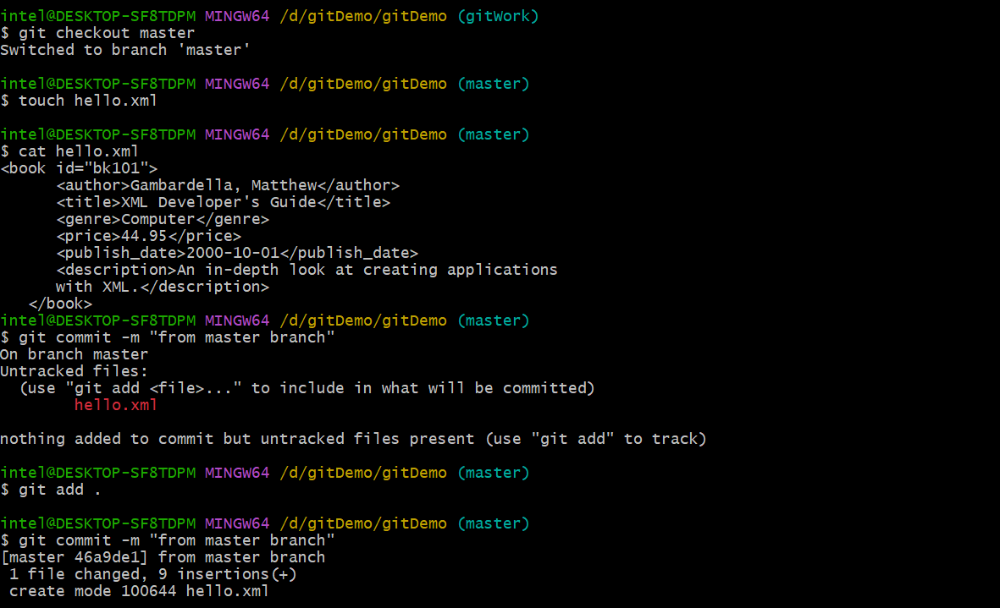 intel@DESKTOP-SF8TDPM MINGW64 /d/gitDemo/gitDemo (gitWork)
$ git checkout master
Switched to branch 'master'
intel@DESKTOP-SF8TDPM MINGW64 /d/gitDemo/gitDemo (master)
$ touch hello.xml
intel@DESKTOP-SF8TDPM MINGW64 /d/gitDemo/gitDemo (master)
$ cat hello.xml
<book id="bk101">
      <author>Gambardella, Matthew</author>
      <title>XML Developer's Guide</title>
      <genre>Computer</genre>
      <price>44.95</price>
      <publish_date>2000-10-01</publish_date>
      <description>An in-depth look at creating applications
      with XML.</description>
   </book>
intel@DESKTOP-SF8TDPM MINGW64 /d/gitDemo/gitDemo (master)
$ git commit -m "from master branch"
On branch master
Untracked files:
  (use "git add <file>..." to include in what will be committed)
        hello.xml
nothing added to commit but untracked files present (use "git add" to track)
intel@DESKTOP-SF8TDPM MINGW64 /d/gitDemo/gitDemo (master)
$ git add .
intel@DESKTOP-SF8TDPM MINGW64 /d/gitDemo/gitDemo (master)
$ git commit -m "from master branch"
[master 46a9de1] from master branch
 1 file changed, 9 insertions(+)
 create mode 100644 hello.xml